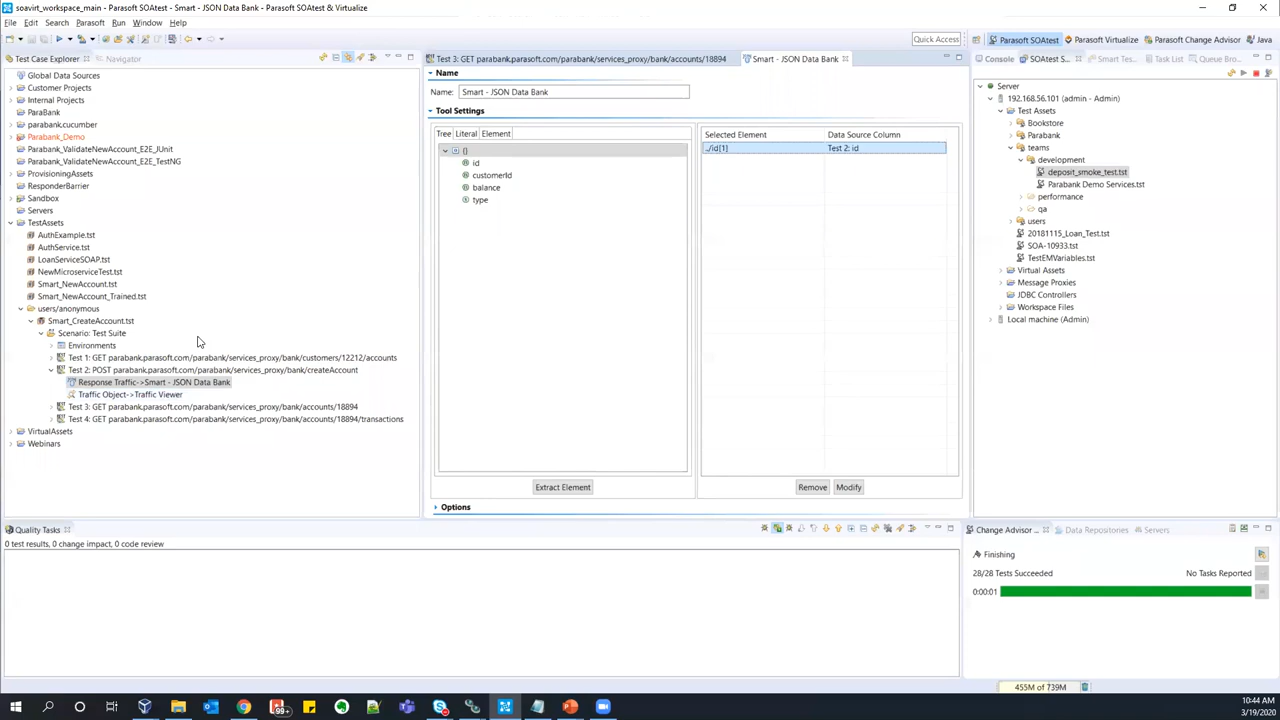 soavirt_workspace_main - Parasoft SOAtest - Smart - JSON Data Bank - Parasoft SOAtest & Virtualize
File Edit Search Parasoft Run Window Help
Quick Access
Parasoft SOAtest
Parasoft Virtualize
Parasoft Change Advisor
Java
Test Case Explorer
Navigator
Global Data Sources
Customer Projects
Internal Projects
ParaBank
parabank.cucumber
Parabank_Demo
Parabank_ValidateNewAccount_E2E_JUnit
Parabank_ValidateNewAccount_E2E_TestNG
ProvisioningAssets
ResponderBarrier
Sandbox
Servers
TestAssets
AuthExample.tst
AuthService.tst
LoanServiceSOAP.tst
NewMicroserviceTest.tst
Smart_NewAccount.tst
Smart_NewAccount_Trained.tst
users/anonymous
Smart_CreateAccount.tst
Scenario: Test Suite
Environments
Test 1: GET parabank.parasoft.com/parabank/services_proxy/bank/customers/12212/accounts
Test 2: POST parabank.parasoft.com/parabank/services_proxy/bank/createAccount
Response Traffic->Smart - JSON Data Bank
Traffic Object->Traffic Viewer
Test 3: GET parabank.parasoft.com/parabank/services_proxy/bank/accounts/18894
Test 4: GET parabank.parasoft.com/parabank/services_proxy/bank/accounts/18894/transactions
VirtualAssets
Webinars
Test 3: GET parabank.parasoft.com/parabank/services_proxy/bank/accounts/18894
Smart - JSON Data Bank
Name
Name: Smart - JSON Data Bank
Tool Settings
Tree Literal Element
{}
id
customerId
balance
type
Extract Element
Selected Element Data Source Column
../id[1] Test 2: id
Remove Modify
Options
Console
SOAtest S...
Smart Tes...
Task List
Queue Bro...
Server
192.168.56.101 (admin - Admin)
Test Assets
Bookstore
Parabank
teams
development
deposit_smoke_test.tst
Parabank Demo Services.tst
performance
qa
users
20181115_Loan_Test.tst
SOA-10933.tst
TestEMVariables.tst
Virtual Assets
Message Proxies
JDBC Controllers
Workspace Files
Local machine (Admin)
Quality Tasks
0 test results, 0 change impact, 0 code review
Change Advisor ...
Data Repositories
Servers
Finishing
28/28 Tests Succeeded No Tasks Reported
0:00:01
455M of 739M
99+
10:44 AM
3/19/2020